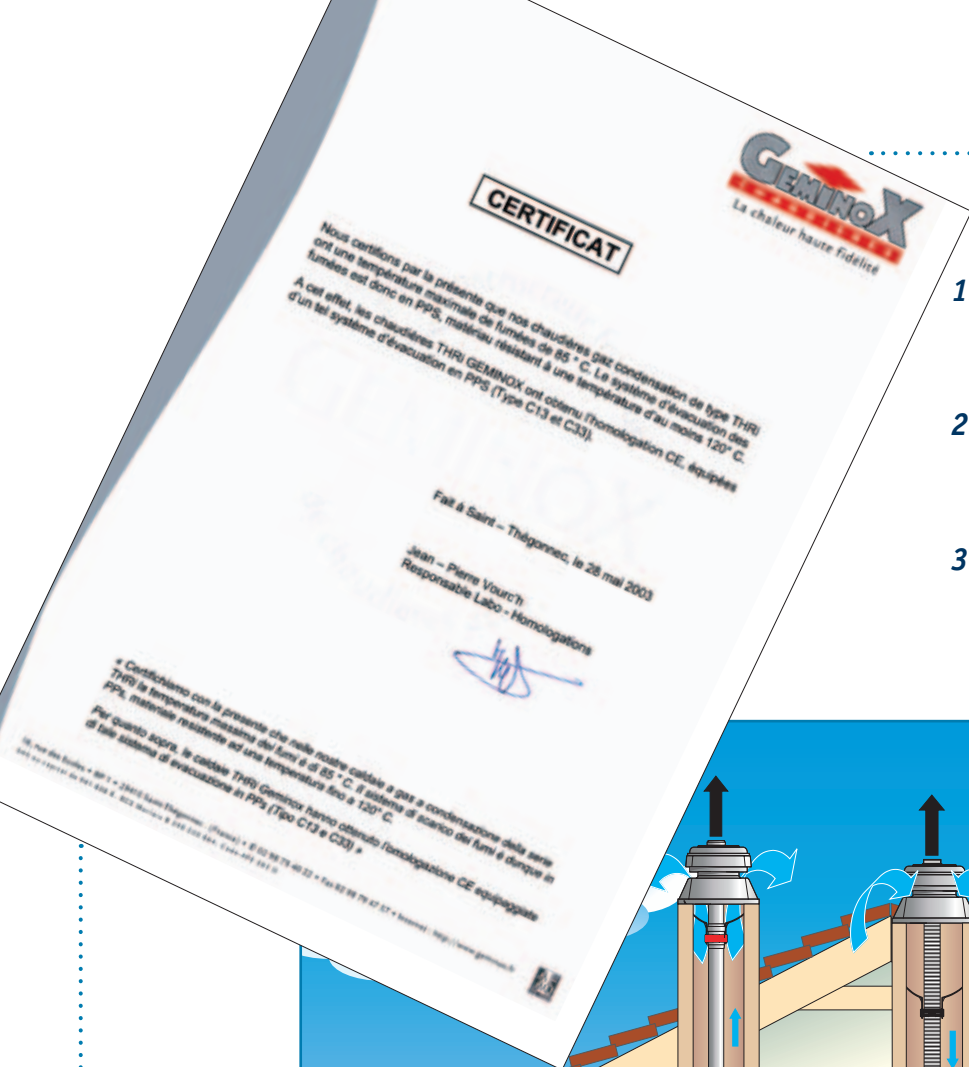 GEMINOX
CHAUDIERES
La chaleur haute fidélité
CERTIFICAT
Nous certifions par la présente que nos chaudières gaz condensation de type THRi
ont une température maximale de fumées de 85 ° C. Le système d'évacuation des
fumées est donc en PPS, matériau résistant à une température d'au moins 120° C.
A cet effet, les chaudières THRi GEMINOX ont obtenu l'homologation CE, équipées
d'un tel système d'évacuation en PPS (Type C13 et C33).
Fait à Saint – Thégonnec, le 28 mai 2003
Jean – Pierre Vourc'h
Responsable Labo - Homologations
« Certifichiamo con la presente che nelle nostre caldaie a gas a condensazione della serie
THRi la temperatura massima dei fumi é di 85 ° C. Il sistema di scarico dei fumi è dunque in
PPs, materiale resistente ad una temperatura fino a 120° C.
Per quanto sopra, le caldaie THRi Geminox hanno ottenuto l'omologazione CE equipaggiate
di tale sistema di evacuazione in PPs (Tipo C13 e C33) »
1
2
3